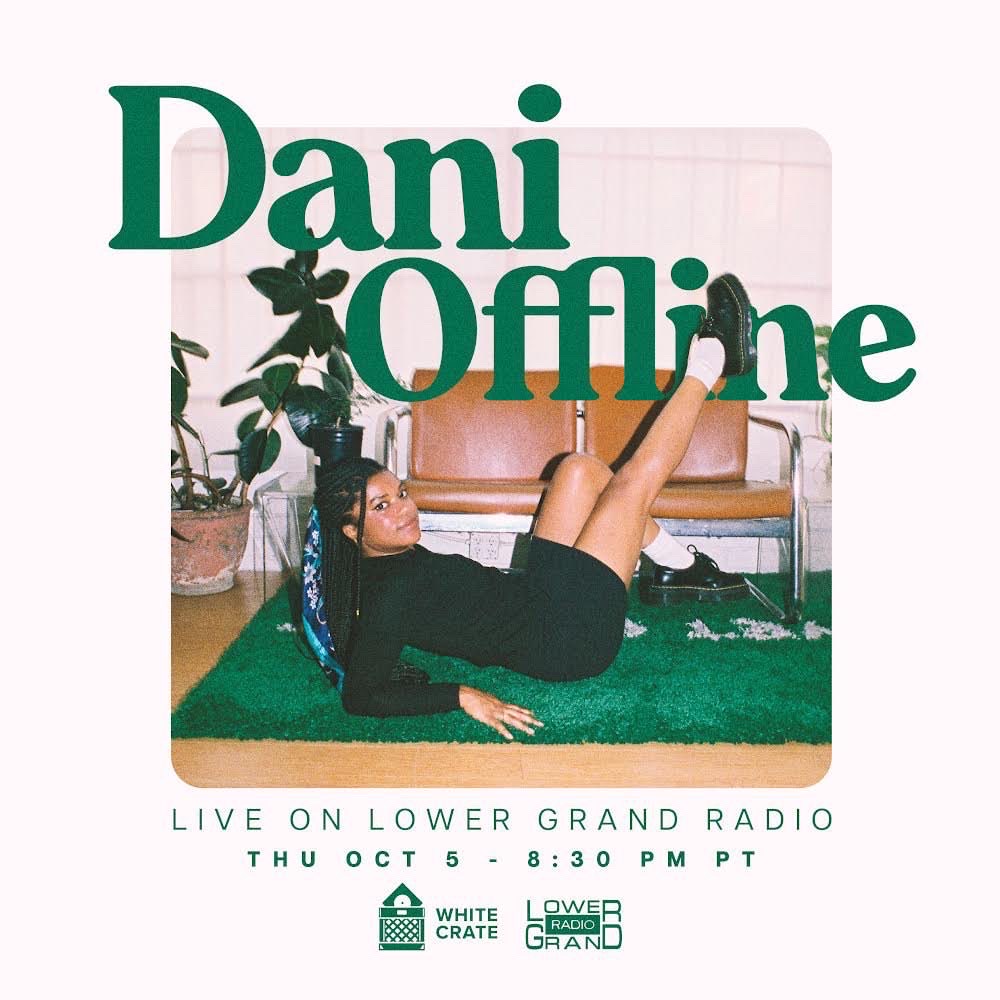 Dani
Offline
LIVE ON LOWER GRAND RADIO
THU OCT 5 - 8:30 PM PT
WHITE
CRATE
LOWER
RADIO
GRAND